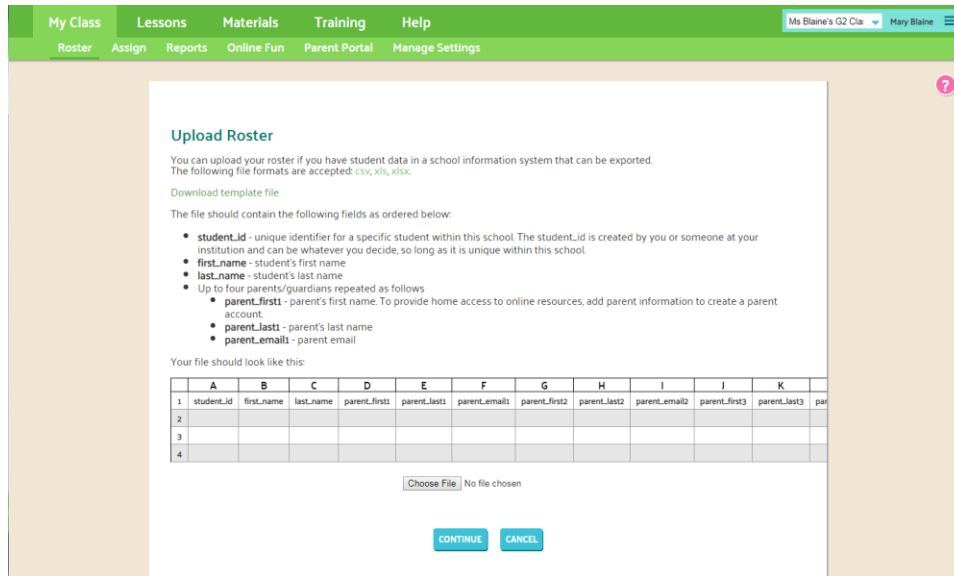 My Class Lessons Materials Training Help
Ms Blaine's G2 Cla Mary Blaine
Roster Assign Reports Online Fun Parent Portal Manage Settings
?
Upload Roster
You can upload your roster if you have student data in a school information system that can be exported.
The following file formats are accepted: csv, xls, xlsx.
Download template file
The file should contain the following fields as ordered below:
• student_id - unique identifier for a specific student within this school. The student_id is created by you or someone at your
institution and can be whatever you decide, so long as it is unique within this school.
• first_name - student's first name
• last_name - student's last name
• Up to four parents/guardians repeated as follows
• parent_first1 - parent's first name. To provide home access to online resources, add parent information to create a parent
account.
• parent_last1 - parent's last name
• parent_email1 - parent email
Your file should look like this:
A B C D E F G H I J K
1 student_id first_name last_name parent_first1 parent_last1 parent_email1 parent_first2 parent_last2 parent_email2 parent_first3 parent_last3 par
2
3
4
Choose File No file chosen
CONTINUE CANCEL